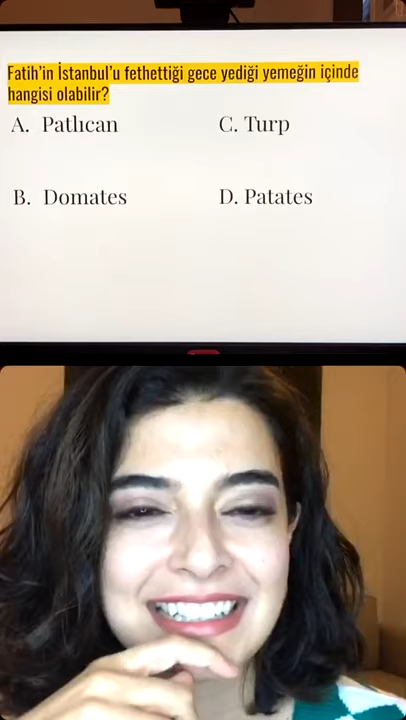 Fatih'in İstanbul'u fethettiği gece yediği yemeğin içinde
hangisi olabilir?
A. Patlıcan
C. Turp
B. Domates
D. Patates